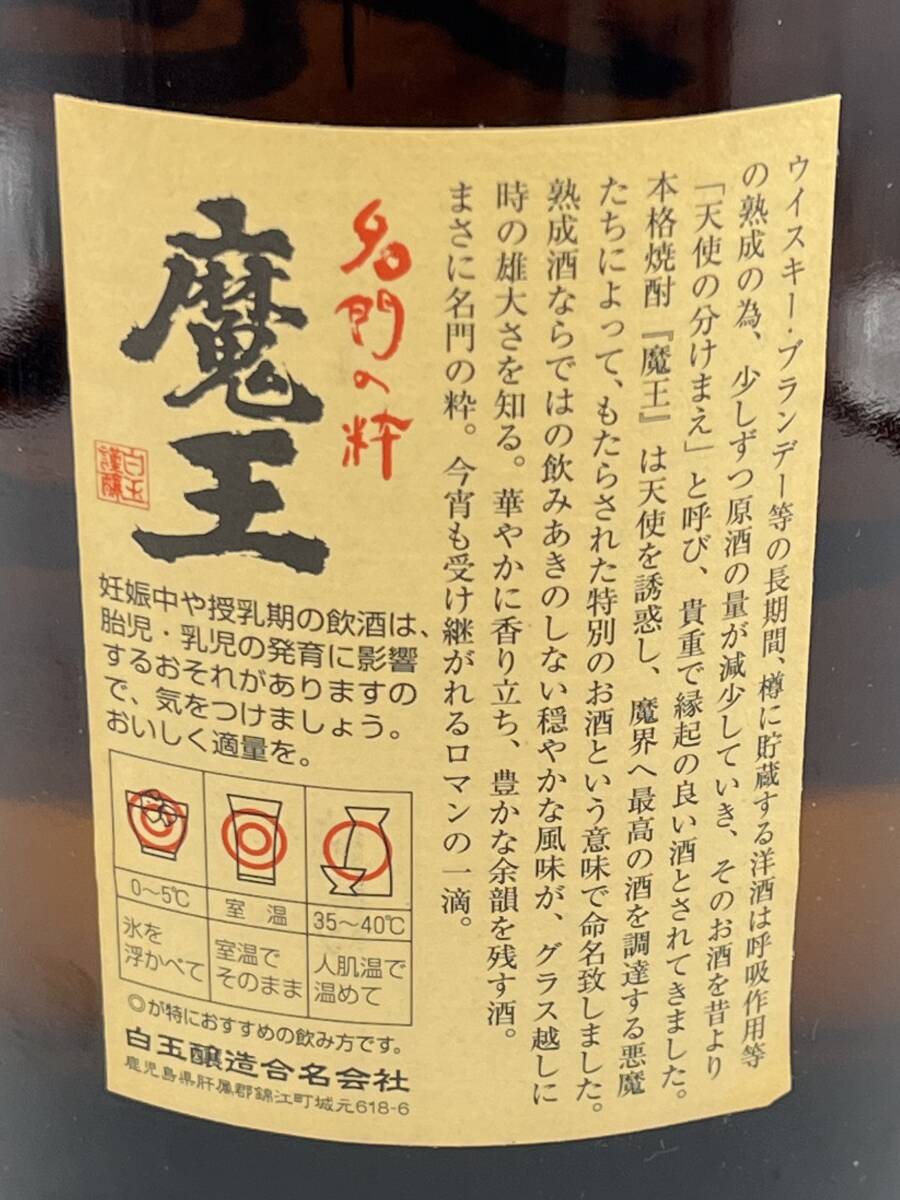 ウイスキー・ブランデー等の長期間、樽に貯蔵する洋酒は呼吸作用等
の熟成の為、少しずつ原酒の量が減少していき、そのお酒を昔より
「天使の分けまえ」と呼び、貴重で縁起の良い酒とされてきました。
本格焼酎『魔王』は天使を誘惑し、魔界へ最高の酒を調達する悪魔
たちによって、もたらされた特別のお酒という意味で命名致しました。
熟成酒ならではの飲みあきのしない穏やかな風味が、グラス越しに
時の雄大さを知る。華やかに香り立ち、豊かな余韻を残す酒。
まさに名門の粋。今宵も受け継がれるロマンの一滴。
名門の粋
魔王
白玉
謹醸
妊娠中や授乳期の飲酒は、
胎児・乳児の発育に影響
するおそれがありますの
で、気をつけましょう。
おいしく適量を。
0〜5℃
室温
35〜40℃
氷を
浮かべて
室温で
そのまま
人肌温で
温めて
◎が特におすすめの飲み方です。
白玉醸造合名会社
鹿児島県肝属郡錦江町城元618-6